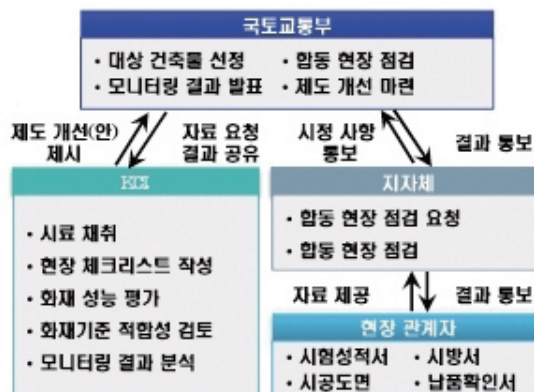 국토교통부
• 대상 건축물 선정 • 합동 현장 점검
• 모니터링 결과 발표 • 제도 개선 마련
제도 개선(안)
제시
자료 요청
결과 공유
시정 사항
통보
결과 통보
KCL
• 시료 채취
• 현장 체크리스트 작성
• 화재 성능 평가
• 화재기준 적합성 검토
• 모니터링 결과 분석
지자체
• 합동 현장 점검 요청
• 합동 현장 점검
자료 제공
결과 통보
현장 관계자
• 시험성적서 • 시방서
• 시공도면 • 납품확인서